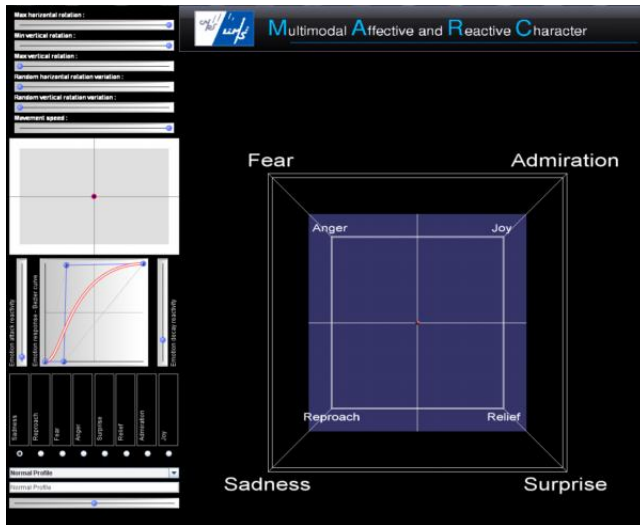 Max horizontal rotation :
Min vertical rotation :
Max vertical rotation :
Random horizontal rotation variation :
Random vertical rotation variation :
Movement speed :
Emotion attack reactivity
Emotion response - Bezier curve
Emotion decay reactivity
Sadness
Reproach
Fear
Anger
Surprise
Relief
Admiration
Joy
Normal Profile
Normal Profile
Multimodal Affective and Reactive Character
Fear
Admiration
Anger
Joy
Reproach
Relief
Sadness
Surprise